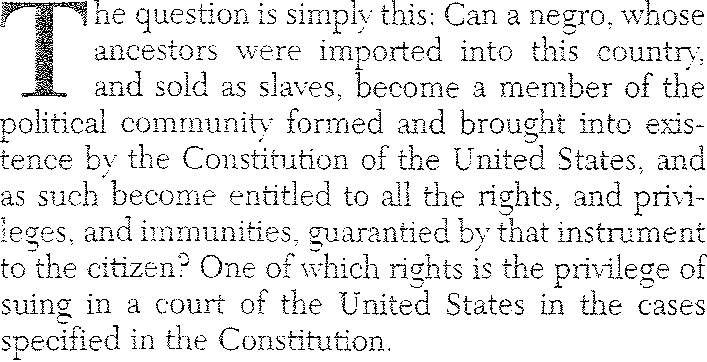 The question is simply this: Can a negro, whose
ancestors were imported into this country,
and sold as slaves, become a member of the
political community formed and brought into exis-
tence by the Constitution of the United States, and
as such become entitled to all the rights, and privi-
leges, and immunities, guarantied by that instrument
to the citizen? One of which rights is the privilege of
suing in a court of the United States in the cases
specified in the Constitution.